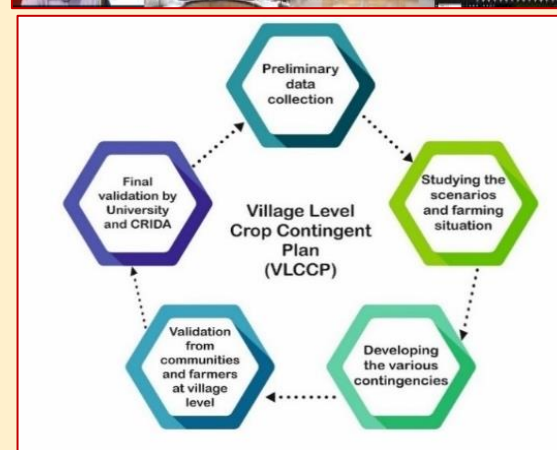 Preliminary
data
collection
Studying the
scenarios
and farming
situation
Developing
the various
contingencies
Validation
from
communities
and farmers
at village
level
Final
validation by
University
and CRIDA
Village Level
Crop Contingent
Plan
(VLCCP)